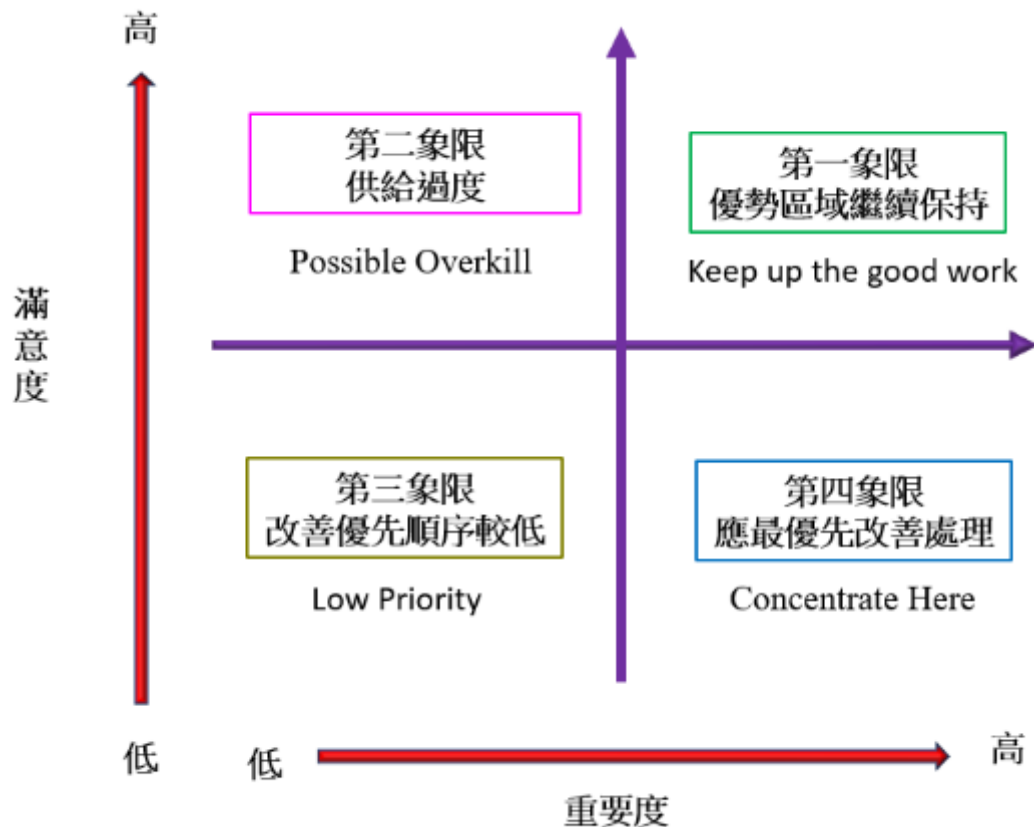 高
第二象限
供給過度
Possible Overkill
第一象限
優勢區域繼續保持
Keep up the good work
滿意度
第三象限
改善優先順序較低
Low Priority
第四象限
應最優先改善處理
Concentrate Here
低
低
高
重要度